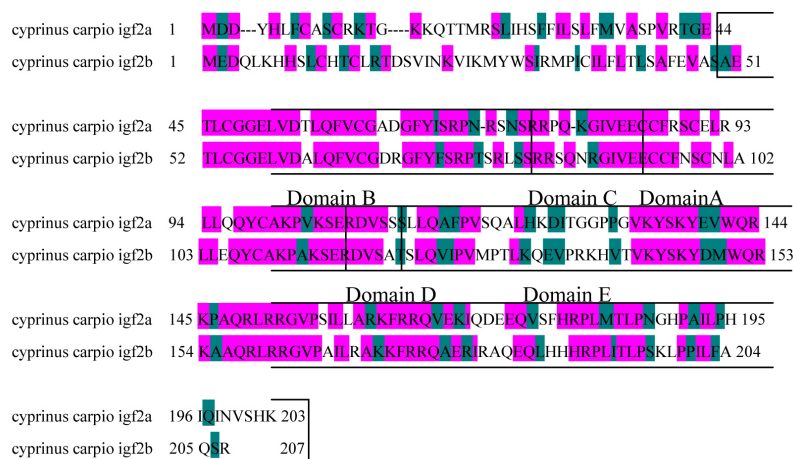 cyprinus carpio igf2a 1 MDD---YHLFCASCRKTG----KKQTTMRSLIHSFFILSLFMVASPVRTGE 44
cyprinus carpio igf2b 1 MEDQLKHHSLCHTCLRTDSVINKVIKMYWSIRMPICILFLTLSAFEVASAE 51
cyprinus carpio igf2a 45 TLCGGELVDTLQFVCGADGFYISRPN-RSNSRRPQ-KGIVEECCFRSCELR 93
cyprinus carpio igf2b 52 TLCGGELVDALQFVCGDRGFYFSRPTSRLSSRRSQNRGIVEECCFNSCNLA 102
Domain B Domain C DomainA
cyprinus carpio igf2a 94 LLQQYCAKPVKSERDVSSSLLQAFPVSQALHKDITGGPPGVKYSKYEVWQR 144
cyprinus carpio igf2b 103 LLEQYCAKPAKSERDVSATSLQVIPVMPTLKQEVPRKHVTVKYSKYDMWQR 153
Domain D Domain E
cyprinus carpio igf2a 145 KPAQRLRRGVPSILLARKFRRQVEKIQDEEQVSFHRPLMTLPNGHPAILPH 195
cyprinus carpio igf2b 154 KAAQRLRRGVPAILRAKKFRRQAERIRAQEQLHHHRPLITLPSKLPPILFA 204
cyprinus carpio igf2a 196 IQINVSHK 203
cyprinus carpio igf2b 205 QSR 207